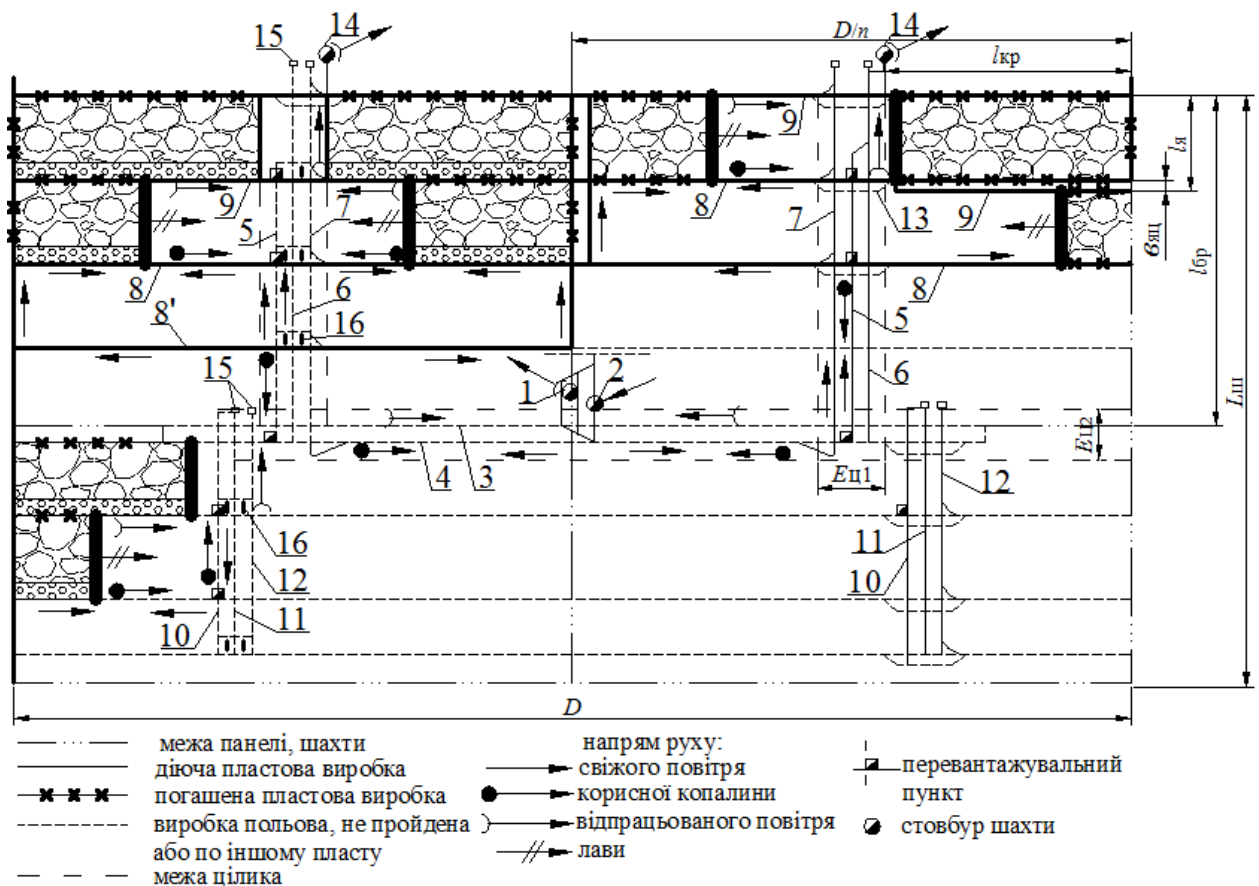 14
14
15
D/n
lкр
9
lя
9
7
8
7
13
9
вяц
5
lбр
8
6
8
8'
16
5
15
1
2
6
Lш
Eц2
4
3
Eц1
12
16
11
12
10
10
11
D
межа панелі, шахти
діюча пластова виробка
погашена пластова виробка
виробка польова, не пройдена
або по іншому пласту
межа цілика
напрям руху:
свіжого повітря
корисної копалини
відпрацьованого повітря
лави
перевантажувальний
пункт
стовбур шахти